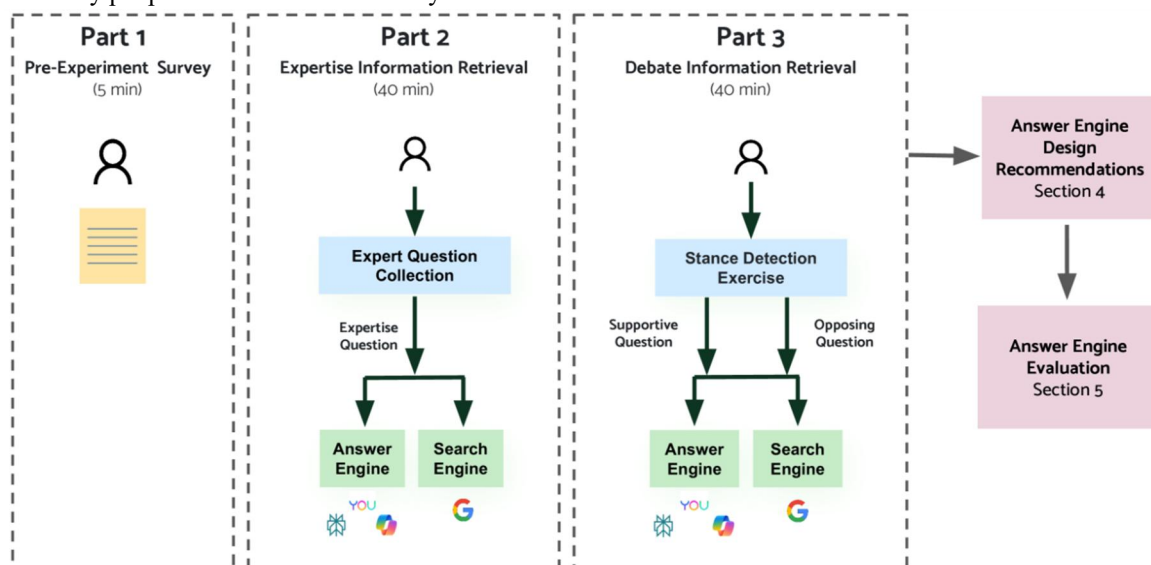 Part 1
Pre-Experiment Survey
(5 min)
Part 2
Expertise Information Retrieval
(40 min)
Expert Question
Collection
Expertise
Question
Answer
Engine
Search
Engine
YOU
G
Part 3
Debate Information Retrieval
(40 min)
Stance Detection
Exercise
Supportive
Question
Opposing
Question
Answer
Engine
Search
Engine
YOU
G
Answer Engine
Design
Recommendations
Section 4
Answer Engine
Evaluation
Section 5